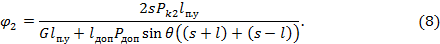 φ₂ = 2sP_{k2}l_{п.у} / (Gl_{п.у} + l_{доп}P_{доп} sin θ((s + l) + (s − l))). (8)